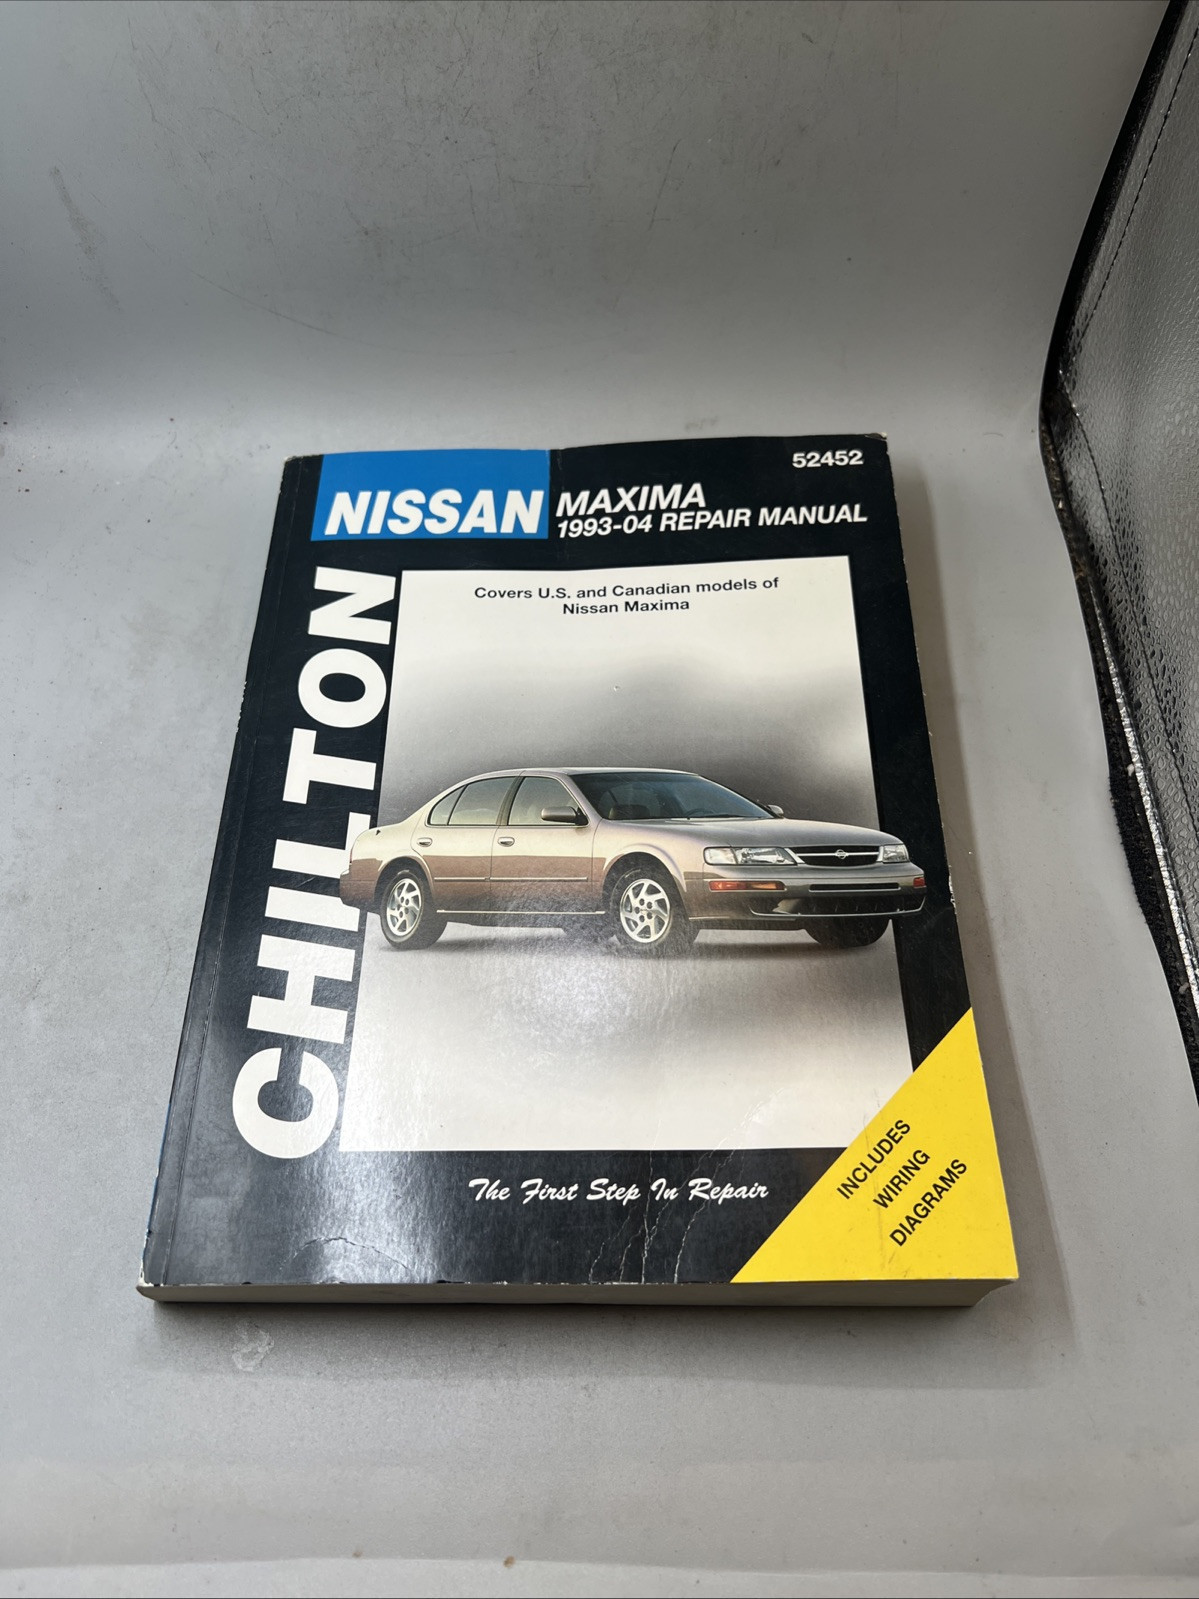 52452
NISSAN
MAXIMA
1993-04 REPAIR MANUAL
Covers U.S. and Canadian models of
Nissan Maxima
CHILTON
The First Step In Repair
INCLUDES
WIRING
DIAGRAMS